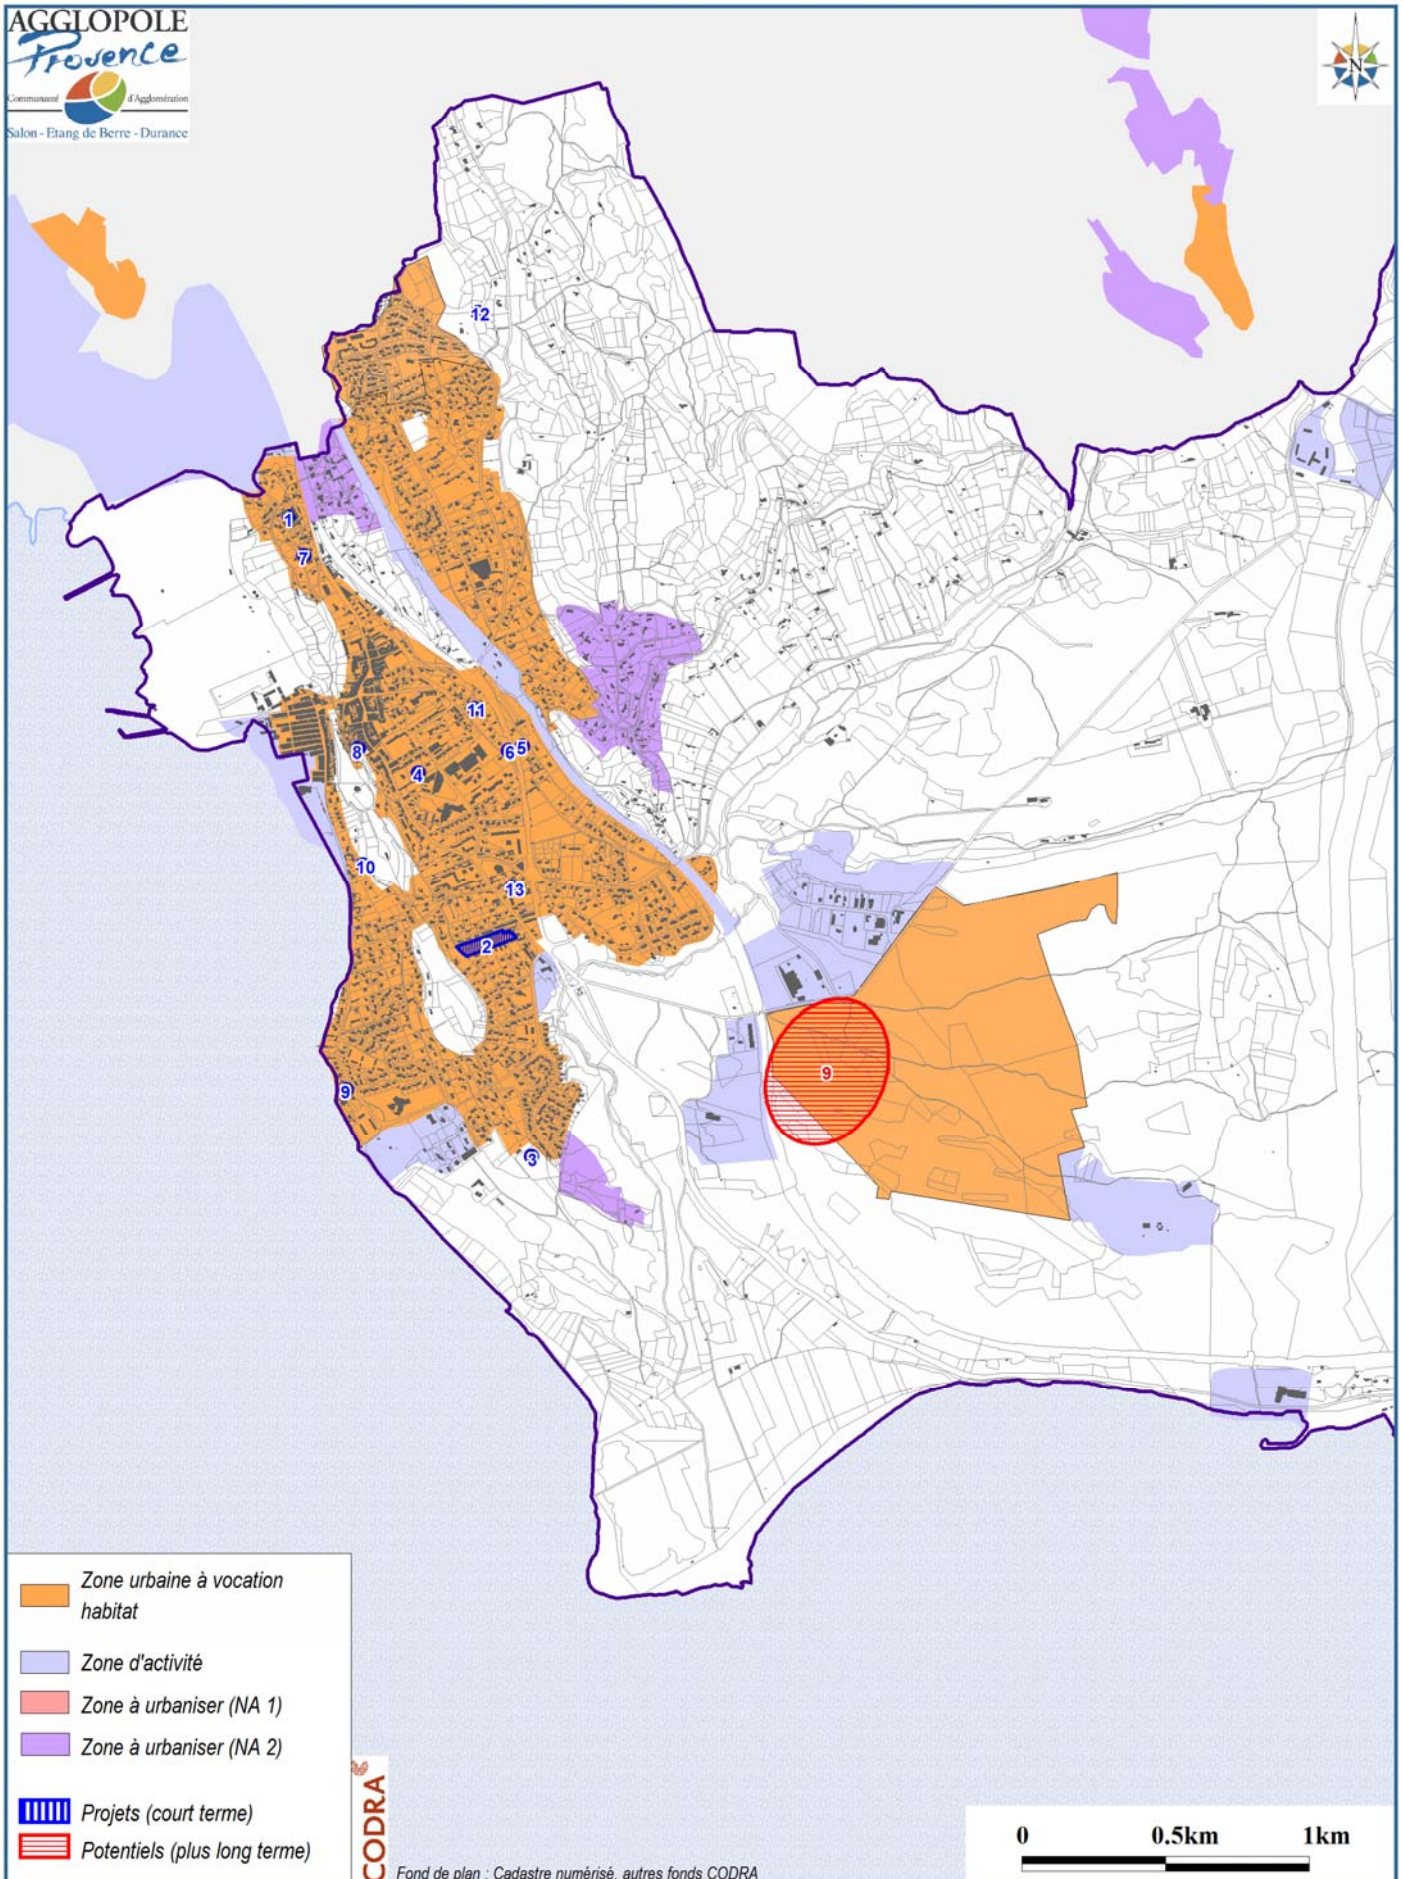 AGGLOPOLE
Provence
Communauté d'Agglomération
Salon - Etang de Berre - Durance
N
12
1
7
11
8
6 5
4
10
13
2
9
9
3
Zone urbaine à vocation
habitat
Zone d'activité
Zone à urbaniser (NA 1)
Zone à urbaniser (NA 2)
Projets (court terme)
Potentiels (plus long terme)
CODRA
Fond de plan : Cadastre numérisé, autres fonds CODRA
0 0.5km 1km